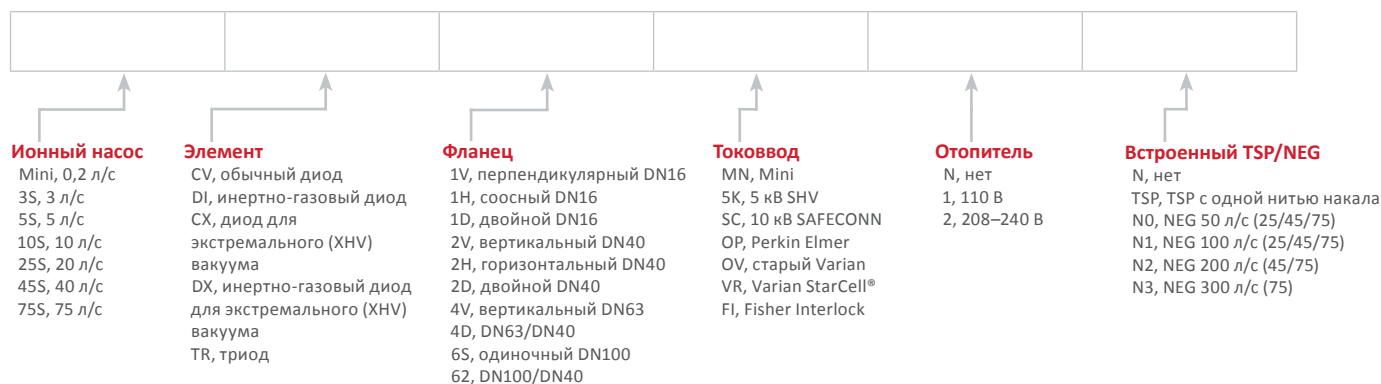 Ионный насос
Mini, 0,2 л/с
3S, 3 л/с
5S, 5 л/с
10S, 10 л/с
25S, 20 л/с
45S, 40 л/с
75S, 75 л/с
Элемент
CV, обычный диод
DI, инертно-газовый диод
CX, диод для
экстремального (XHV)
вакуума
DX, инертно-газовый диод
для экстремального (XHV)
вакуума
TR, триод
Фланец
1V, перпендикулярный DN16
1H, соосный DN16
1D, двойной DN16
2V, вертикальный DN40
2H, горизонтальный DN40
2D, двойной DN40
4V, вертикальный DN63
4D, DN63/DN40
6S, одиночный DN100
62, DN100/DN40
Токоввод
MN, Mini
5K, 5 кВ SHV
SC, 10 кВ SAFECONN
OP, Perkin Elmer
OV, старый Varian
VR, Varian StarCell®
FI, Fisher Interlock
Отопитель
N, нет
1, 110 В
2, 208–240 В
Встроенный TSP/NEG
N, нет
TSP, TSP с одной нитью накала
N0, NEG 50 л/с (25/45/75)
N1, NEG 100 л/с (25/45/75)
N2, NEG 200 л/с (45/75)
N3, NEG 300 л/с (75)